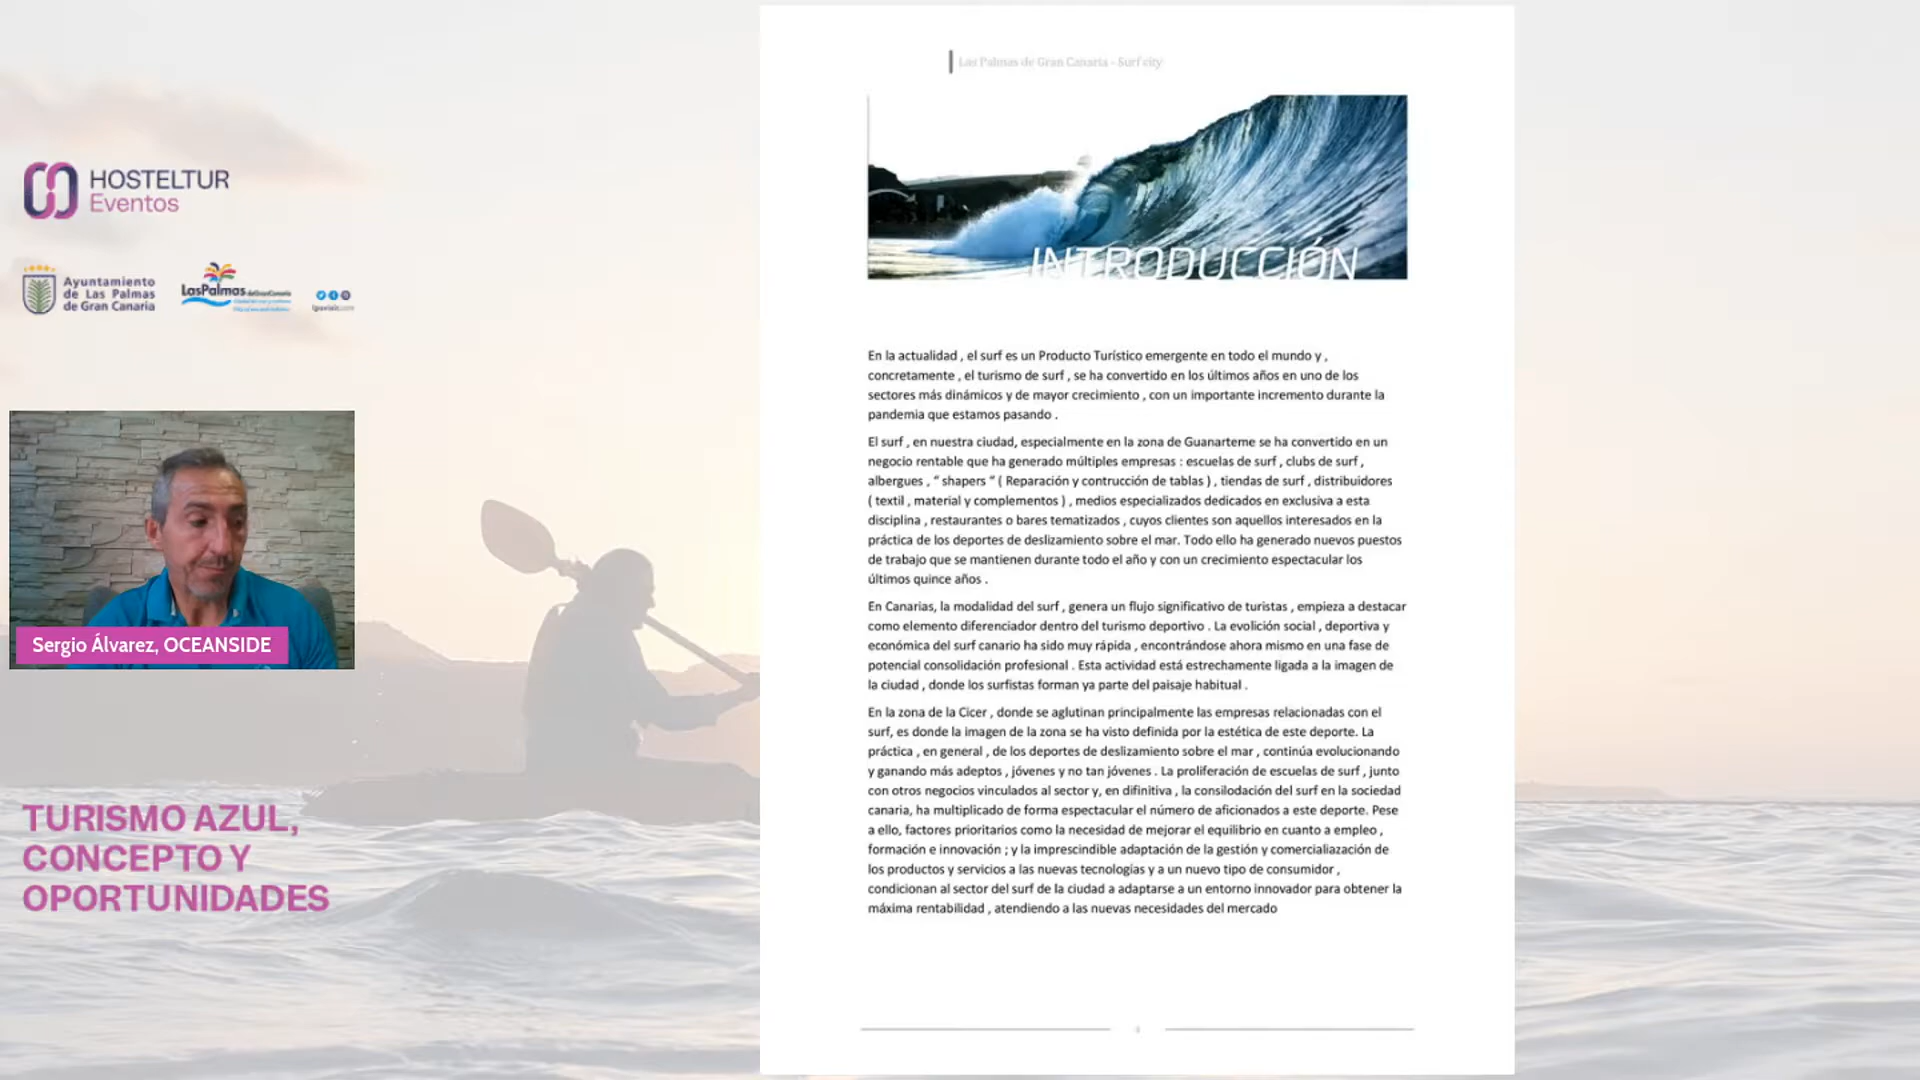 HOSTELTUR
Eventos
Ayuntamiento
de Las Palmas
de Gran Canaria
LasPalmas deGranCanaria
Sergio Álvarez, OCEANSIDE
TURISMO AZUL,
CONCEPTO Y
OPORTUNIDADES
Las Palmas de Gran Canaria - Surf city
INTRODUCCIÓN
En la actualidad , el surf es un Producto Turístico emergente en todo el mundo y ,
concretamente , el turismo de surf , se ha convertido en los últimos años en uno de los
sectores más dinámicos y de mayor crecimiento , con un importante incremento durante la
pandemia que estamos pasando .
El surf , en nuestra ciudad, especialmente en la zona de Guanarteme se ha convertido en un
negocio rentable que ha generado múltiples empresas : escuelas de surf , clubs de surf ,
albergues , “ shapers “ ( Reparación y contrucción de tablas ) , tiendas de surf , distribuidores
( textil , material y complementos ) , medios especializados dedicados en exclusiva a esta
disciplina , restaurantes o bares tematizados , cuyos clientes son aquellos interesados en la
práctica de los deportes de deslizamiento sobre el mar. Todo ello ha generado nuevos puestos
de trabajo que se mantienen durante todo el año y con un crecimiento espectacular los
últimos quince años .
En Canarias, la modalidad del surf , genera un flujo significativo de turistas , empieza a destacar
como elemento diferenciador dentro del turismo deportivo . La evolición social , deportiva y
económica del surf canario ha sido muy rápida , encontrándose ahora mismo en una fase de
potencial consolidación profesional . Esta actividad está estrechamente ligada a la imagen de
la ciudad , donde los surfistas forman ya parte del paisaje habitual .
En la zona de la Cicer , donde se aglutinan principalmente las empresas relacionadas con el
surf, es donde la imagen de la zona se ha visto definida por la estética de este deporte. La
práctica , en general , de los deportes de deslizamiento sobre el mar , continúa evolucionando
y ganando más adeptos , jóvenes y no tan jóvenes . La proliferación de escuelas de surf , junto
con otros negocios vinculados al sector y, en difinitiva , la consilodación del surf en la sociedad
canaria, ha multiplicado de forma espectacular el número de aficionados a este deporte. Pese
a ello, factores prioritarios como la necesidad de mejorar el equilibrio en cuanto a empleo ,
formación e innovación ; y la imprescindible adaptación de la gestión y comercialiazación de
los productos y servicios a las nuevas tecnologías y a un nuevo tipo de consumidor ,
condicionan al sector del surf de la ciudad a adaptarse a un entorno innovador para obtener la
máxima rentabilidad , atendiendo a las nuevas necesidades del mercado
4